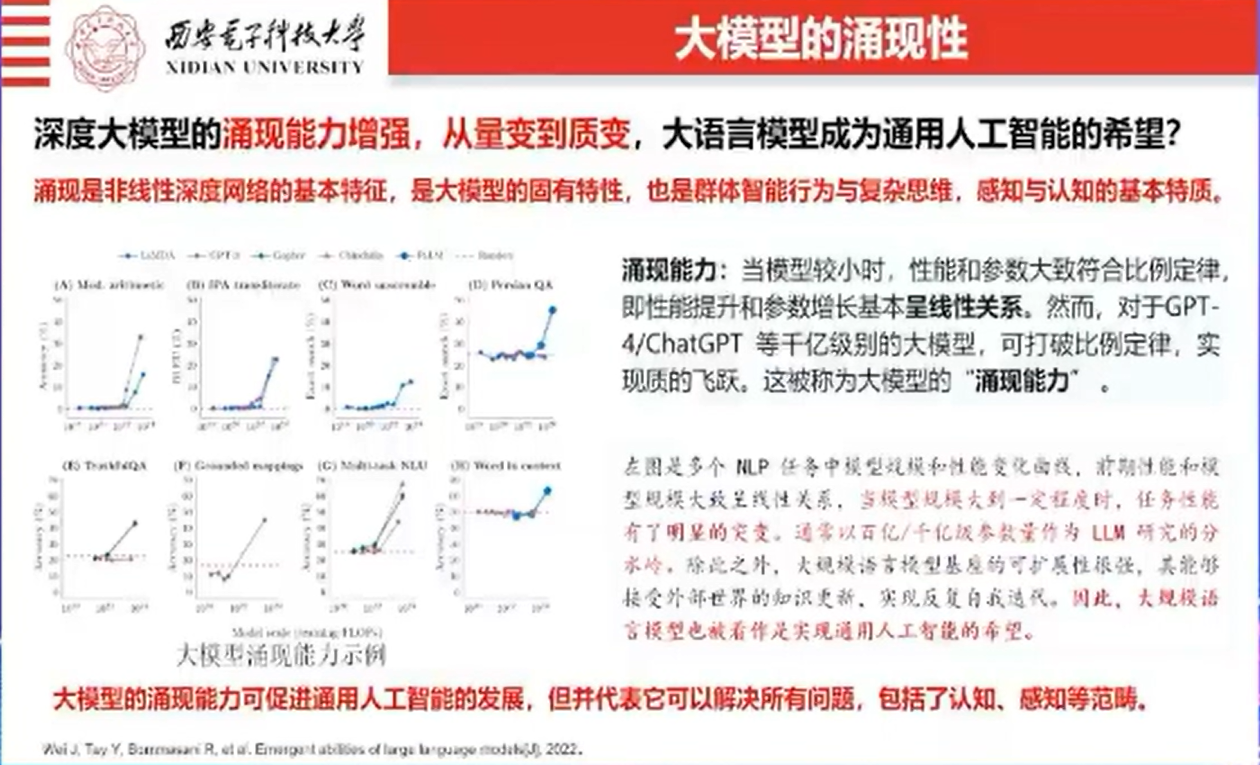 西安电子科技大学
XIDIAN UNIVERSITY
大模型的涌现性
深度大模型的涌现能力增强，从量变到质变，大语言模型成为通用人工智能的希望？
涌现是非线性深度网络的基本特征，是大模型的固有特性，也是群体智能行为与复杂思维，感知与认知的基本特质。
LaMDA GPT-3 Gopher Chinchilla PaLM Random
(A) Mod. arithmetic (B) IPA transliterate (C) Word unscramble (D) Persian QA
Accuracy (%) BLEU (%) Exact match (%) Exact match (%)
(E) TruthfulQA (F) Grounded mappings (G) Multi-task NLU (H) Word in context
Accuracy (%) Accuracy (%) Accuracy (%) Accuracy (%)
Model scale (training FLOPs)
大模型涌现能力示例
涌现能力：当模型较小时，性能和参数大致符合比例定律，
即性能提升和参数增长基本呈线性关系。然而，对于GPT-
4/ChatGPT 等千亿级别的大模型，可打破比例定律，实
现质的飞跃。这被称为大模型的“涌现能力”。
左图是多个 NLP 任务中模型规模和性能变化曲线，前期性能和模
型规模大致呈线性关系，当模型规模大到一定程度时，任务性能
有了明显的突变。通常以百亿/千亿级参数量作为 LLM 研究的分
水岭。除此之外，大规模语言模型基座的可扩展性很强，其能够
接受外部世界的知识更新，实现反复自我迭代。因此，大规模语
言模型也被看作是实现通用人工智能的希望。
大模型的涌现能力可促进通用人工智能的发展，但并代表它可以解决所有问题，包括了认知、感知等范畴。
Wei J, Tay Y, Bommasani R, et al. Emergent abilities of large language models[J]. 2022.